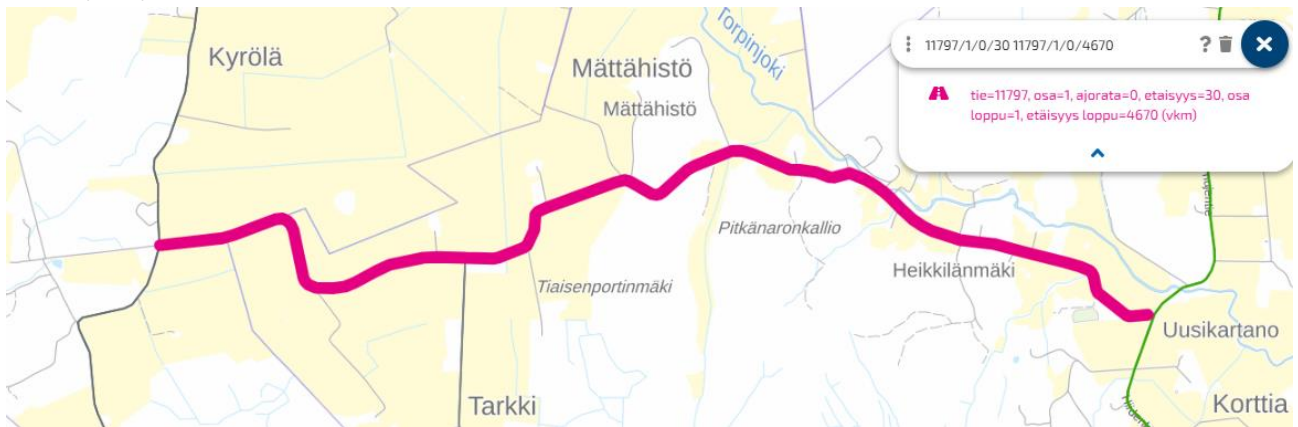 Kyrölä
Mättähistö
Mättähistö
Torpinjoki
11797/1/0/30 11797/1/0/4670
?
tie=11797, osa=1, ajorata=0, etaisyys=30, osa
loppu=1, etäisyys loppu=4670 (vkm)
Pitkänaronkallio
Tiaisenportinmäki
Heikkilänmäki
Uusikartano
Tarkki
Korttia